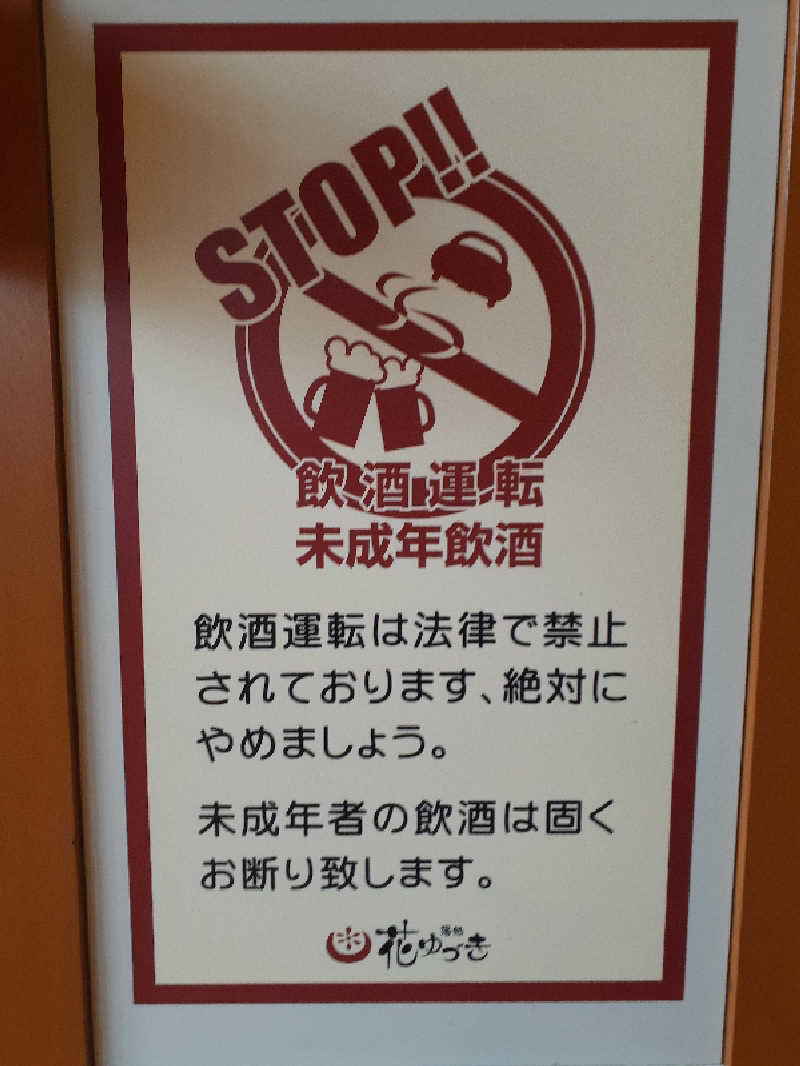 STOP!!
飲酒運転
未成年飲酒
飲酒運転は法律で禁止
されております、絶対に
やめましょう。
未成年者の飲酒は固く
お断り致します。
花ゆづき